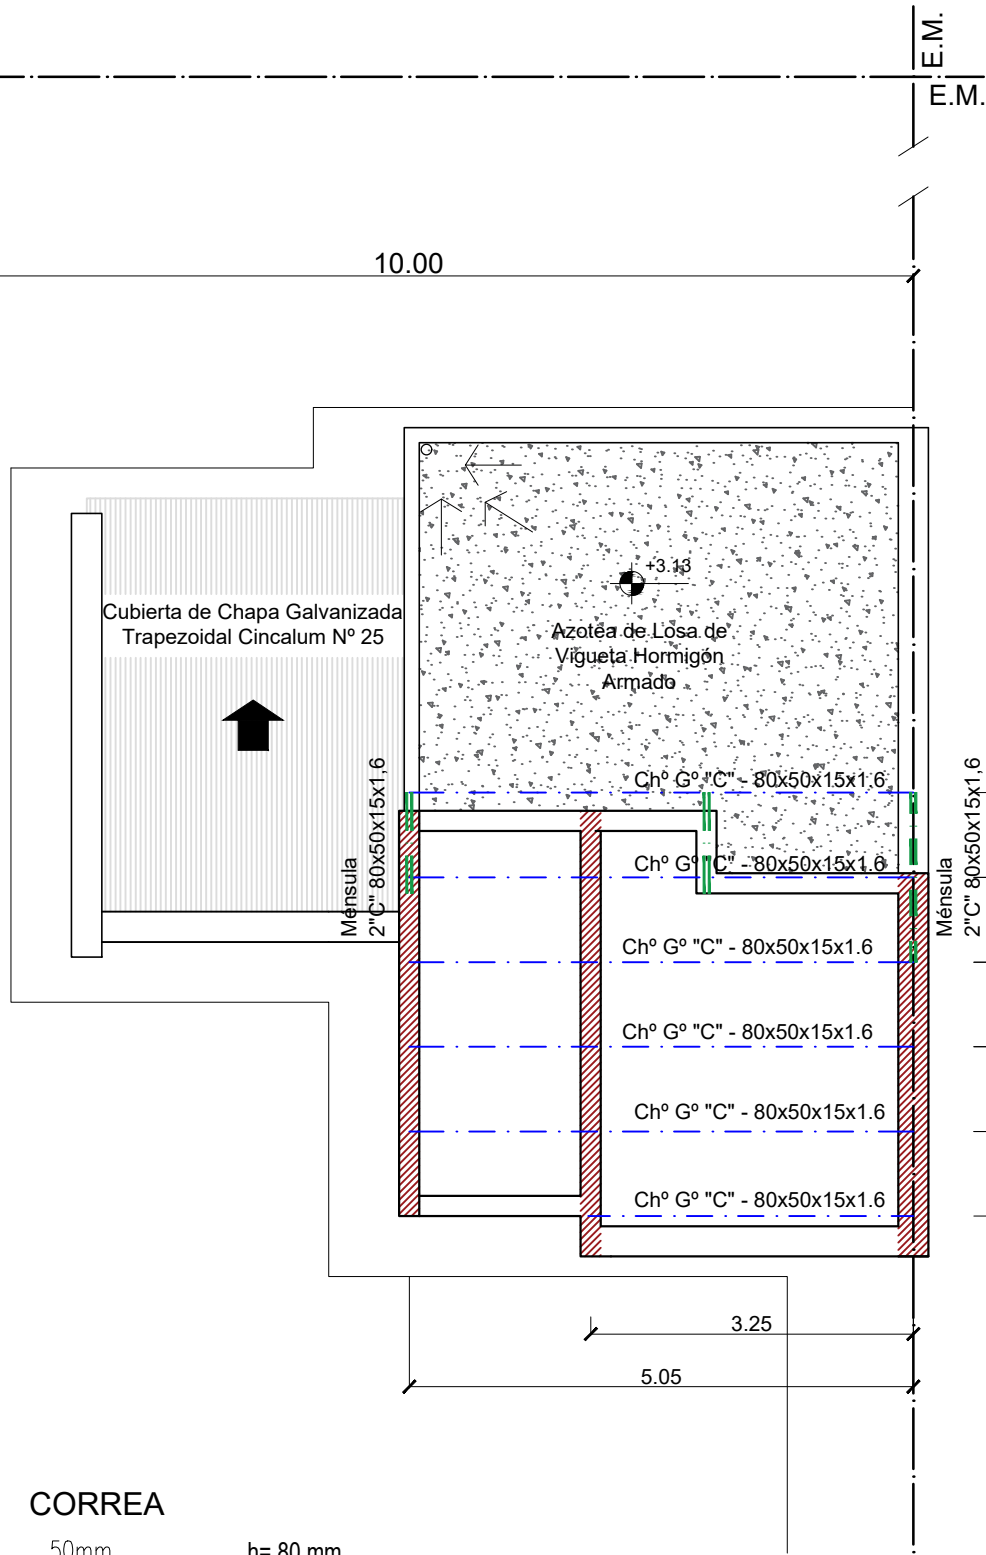 E.M.
E.M.
10.00
+3.13
Cubierta de Chapa Galvanizada
Trapezoidal Cincalum Nº 25
Azotea de Losa de
Vigueta Hormigón
Armado
Chº Gº "C" - 80x50x15x1.6
Ménsula
2"C" 80x50x15x1,6
Chº Gº "C" - 80x50x15x1.6
Ménsula
2"C" 80x50x15x1,6
Chº Gº "C" - 80x50x15x1.6
Chº Gº "C" - 80x50x15x1.6
Chº Gº "C" - 80x50x15x1.6
Chº Gº "C" - 80x50x15x1.6
3.25
5.05
CORREA
50mm
h= 80 mm